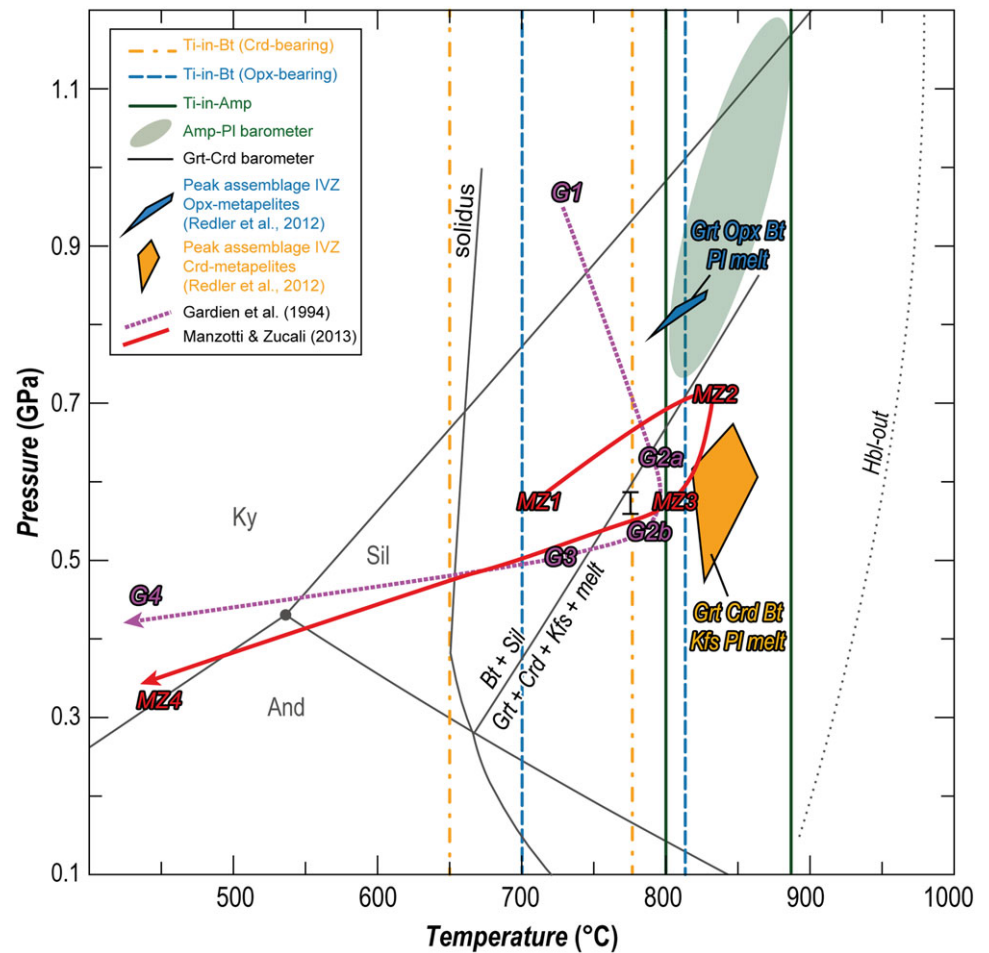 Ti-in-Bt (Crd-bearing)
Ti-in-Bt (Opx-bearing)
Ti-in-Amp
Amp-Pl barometer
Grt-Crd barometer
Peak assemblage IVZ
Opx-metapelites
(Redler et al., 2012)
Peak assemblage IVZ
Crd-metapelites
(Redler et al., 2012)
Gardien et al. (1994)
Manzotti & Zucali (2013)
Pressure (GPa)
1.1
0.9
0.7
0.5
0.3
0.1
solidus
G1
Grt Opx Bt
Pl melt
MZ2
G2a
MZ1
MZ3
G2b
G3
G4
MZ4
Ky
Sil
And
Bt + Sil
Grt + Crd + Kfs + melt
Grt Crd Bt
Kfs Pl melt
Hbl-out
500
600
700
800
900
1000
Temperature (°C)